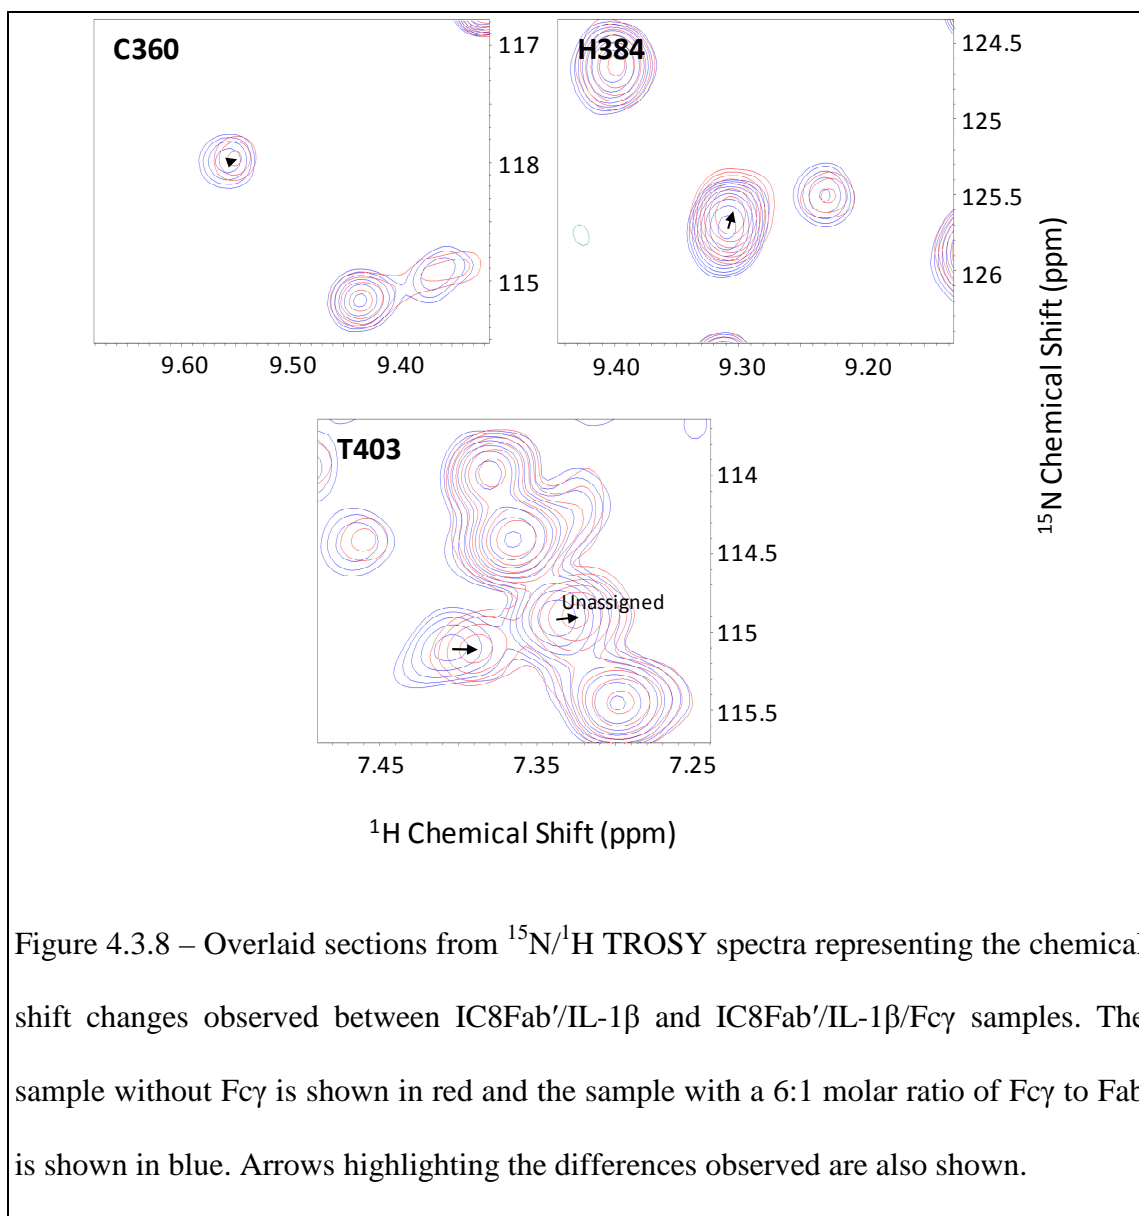 C360
117
118
115
9.60 9.50 9.40
H384
124.5
125
125.5
126
9.40 9.30 9.20
15N Chemical Shift (ppm)
T403
Unassigned
114
114.5
115
115.5
7.45 7.35 7.25
1H Chemical Shift (ppm)
Figure 4.3.8 – Overlaid sections from 15N/1H TROSY spectra representing the chemical
shift changes observed between IC8Fab′/IL-1β and IC8Fab′/IL-1β/Fcγ samples. The
sample without Fcγ is shown in red and the sample with a 6:1 molar ratio of Fcγ to Fab
is shown in blue. Arrows highlighting the differences observed are also shown.